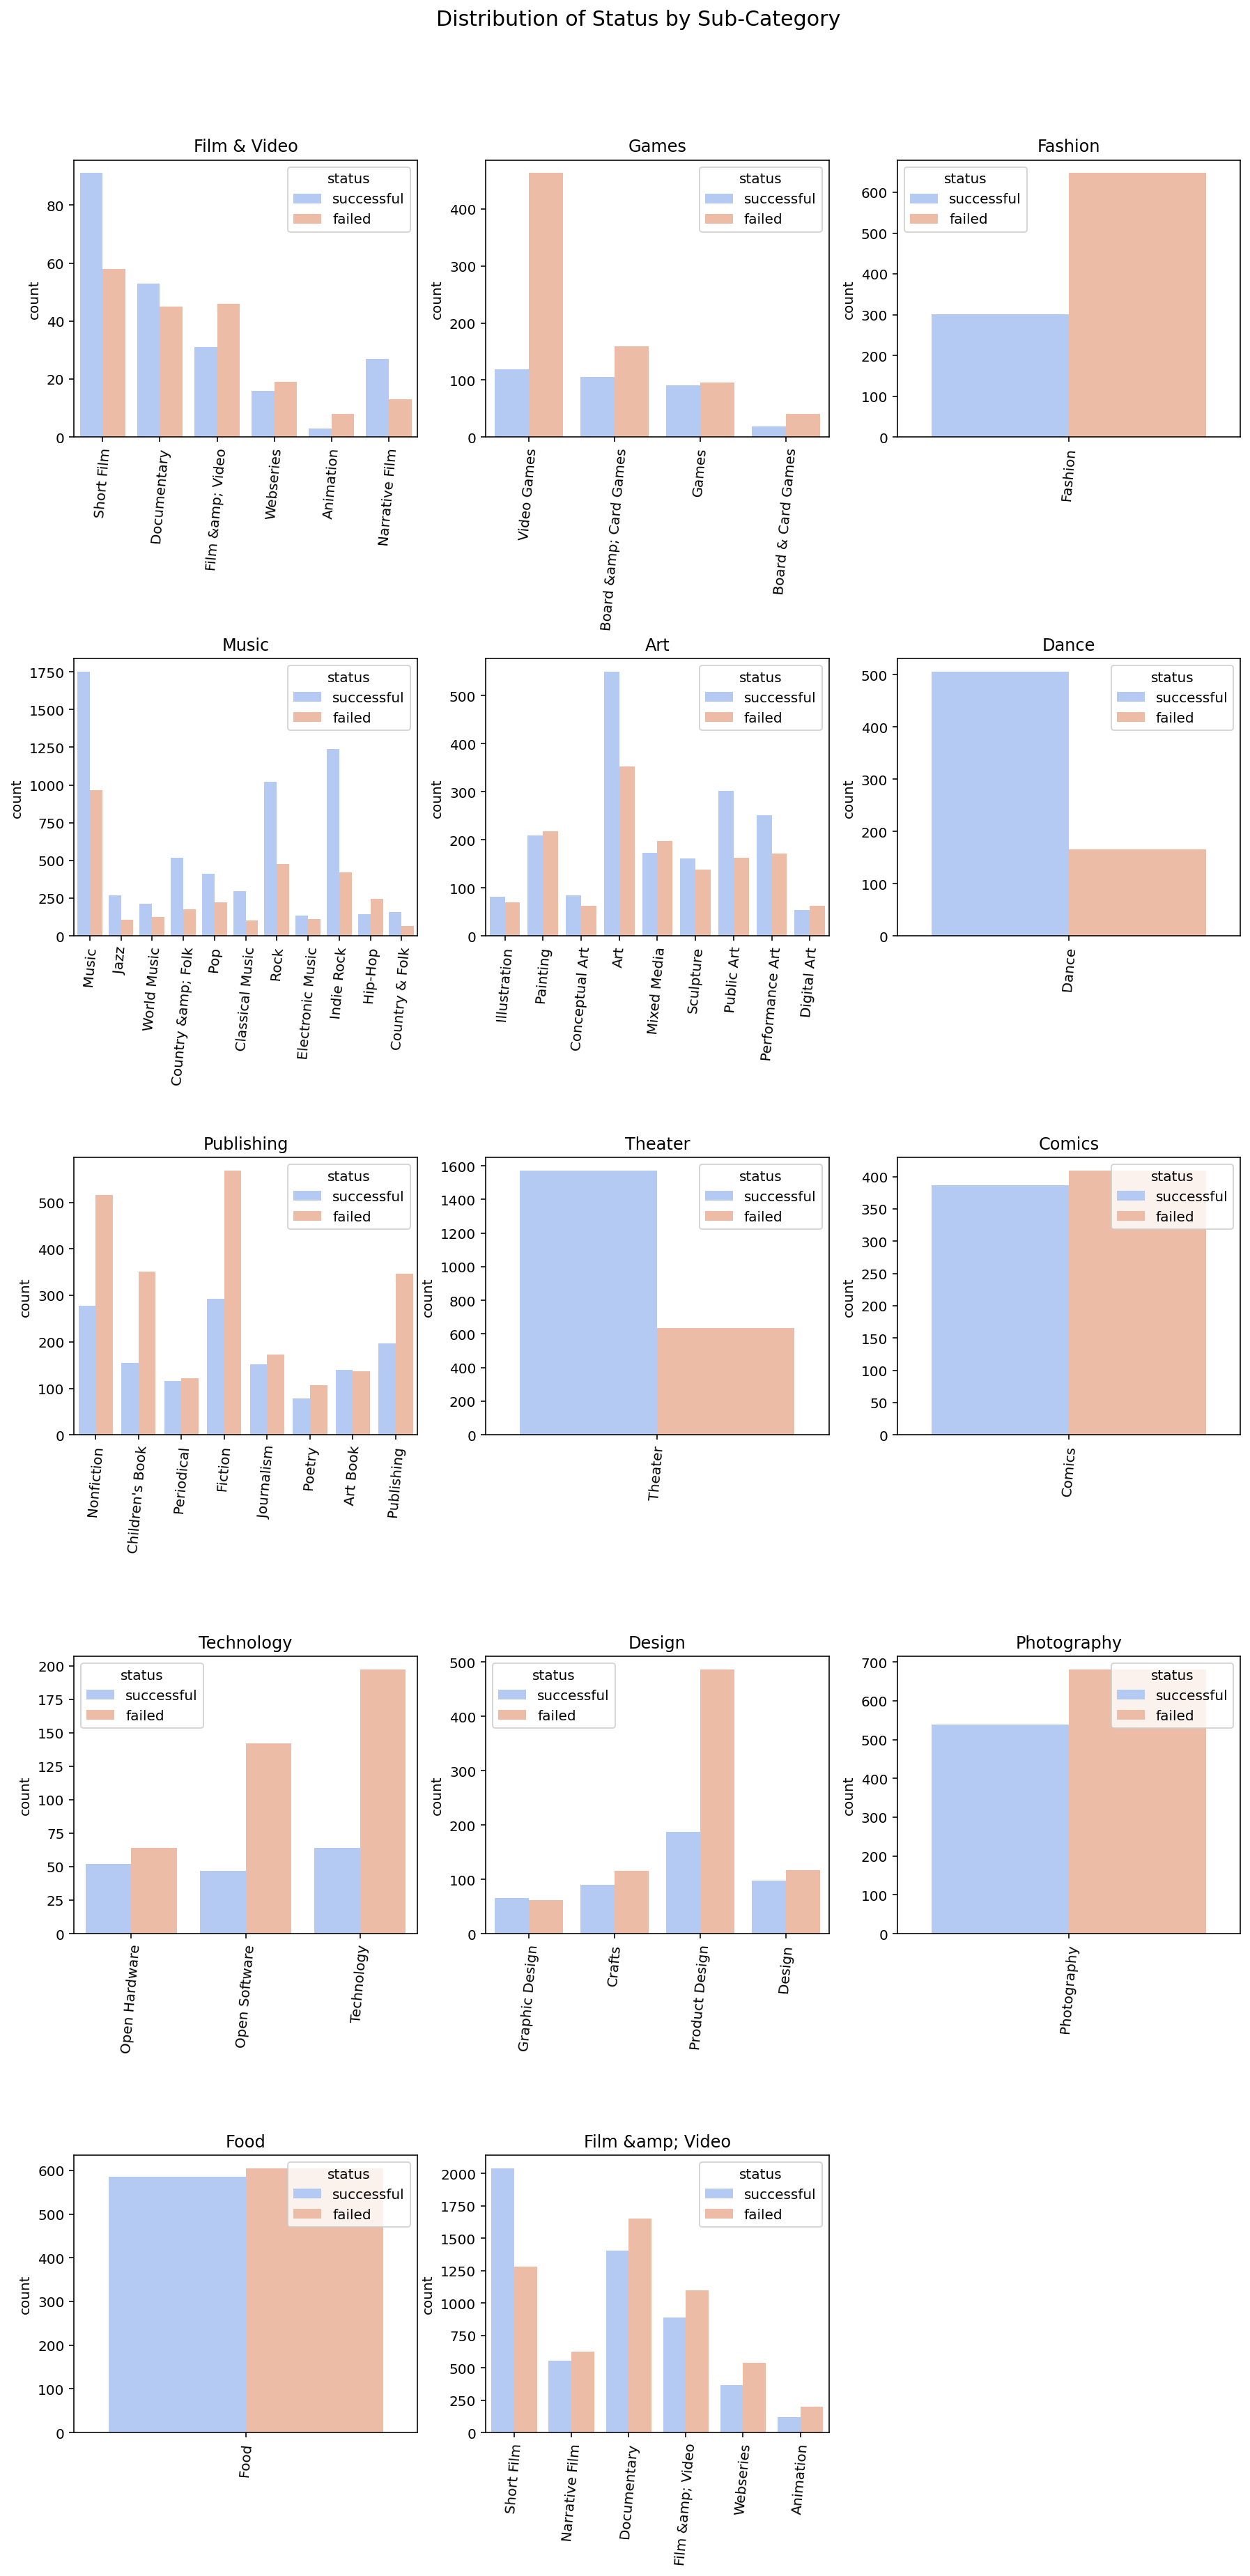 Distribution of Status by Sub-Category
Film & Video
count
0
20
40
60
80
status
successful
failed
Short Film
Documentary
Film &amp; Video
Webseries
Animation
Narrative Film
Games
count
0
100
200
300
400
status
successful
failed
Video Games
Board &amp; Card Games
Games
Board & Card Games
Fashion
count
0
100
200
300
400
500
600
status
successful
failed
Fashion
Music
count
0
250
500
750
1000
1250
1500
1750
status
successful
failed
Music
Jazz
World Music
Country &amp; Folk
Pop
Classical Music
Rock
Electronic Music
Indie Rock
Hip-Hop
Country & Folk
Art
count
0
100
200
300
400
500
status
successful
failed
Illustration
Painting
Conceptual Art
Art
Mixed Media
Sculpture
Public Art
Performance Art
Digital Art
Dance
count
0
100
200
300
400
500
status
successful
failed
Dance
Publishing
count
0
100
200
300
400
500
status
successful
failed
Nonfiction
Children's Book
Periodical
Fiction
Journalism
Poetry
Art Book
Publishing
Theater
count
0
200
400
600
800
1000
1200
1400
1600
status
successful
failed
Theater
Comics
count
0
50
100
150
200
250
300
350
400
status
successful
failed
Comics
Technology
count
0
25
50
75
100
125
150
175
200
status
successful
failed
Open Hardware
Open Software
Technology
Design
count
0
100
200
300
400
500
status
successful
failed
Graphic Design
Crafts
Product Design
Design
Photography
count
0
100
200
300
400
500
600
700
status
successful
failed
Photography
Food
count
0
100
200
300
400
500
600
status
successful
failed
Food
Film &amp; Video
count
0
250
500
750
1000
1250
1500
1750
2000
status
successful
failed
Short Film
Narrative Film
Documentary
Film &amp; Video
Webseries
Animation